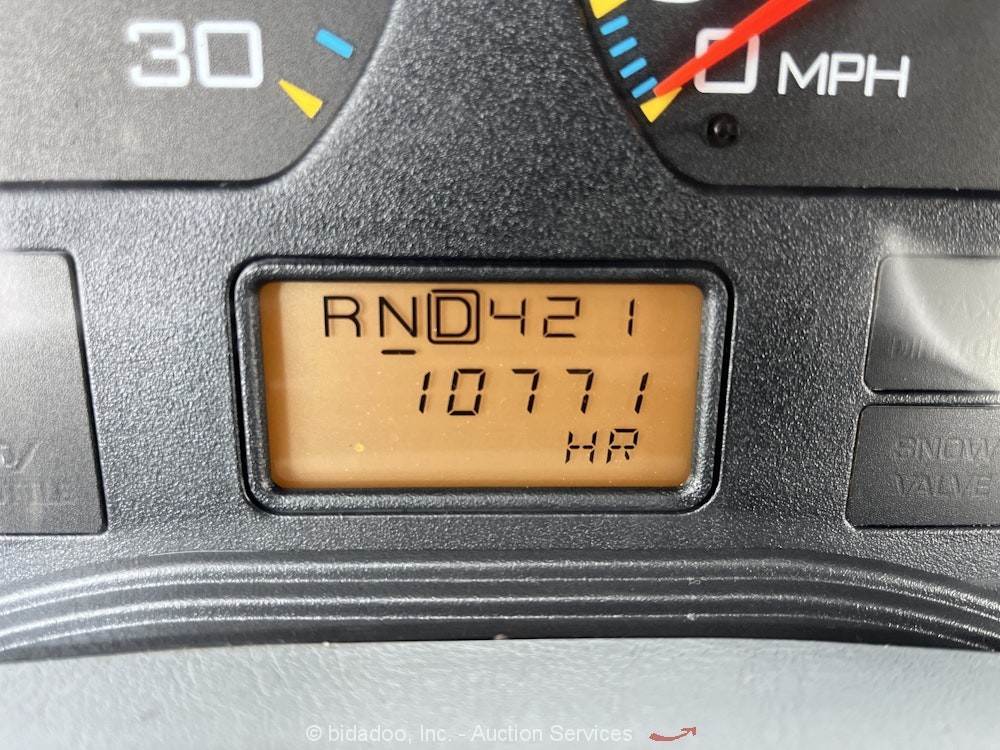 30
0 MPH
RND421
10771
HR
SNOW
VALVE
© bidadoo, Inc. - Auction Services